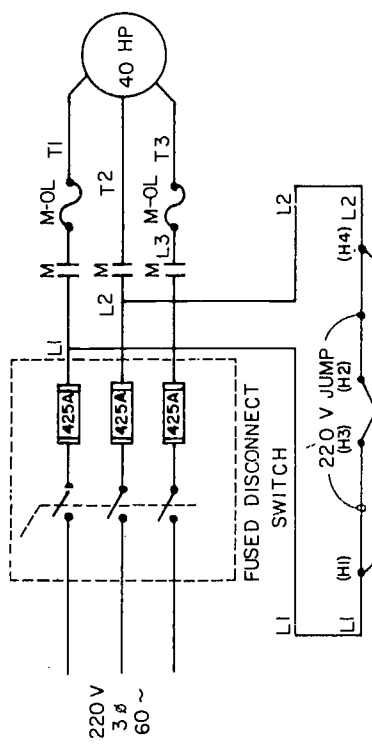 220 V
3 ø
60 ~
425A
425A
425A
FUSED DISCONNECT
SWITCH
L1
L2
L3
M
M
M
M-OL
M-OL
T1
T2
T3
40 HP
L1
L2
L1
(H1)
(H3)
220 V JUMP
(H2)
(H4)
L2